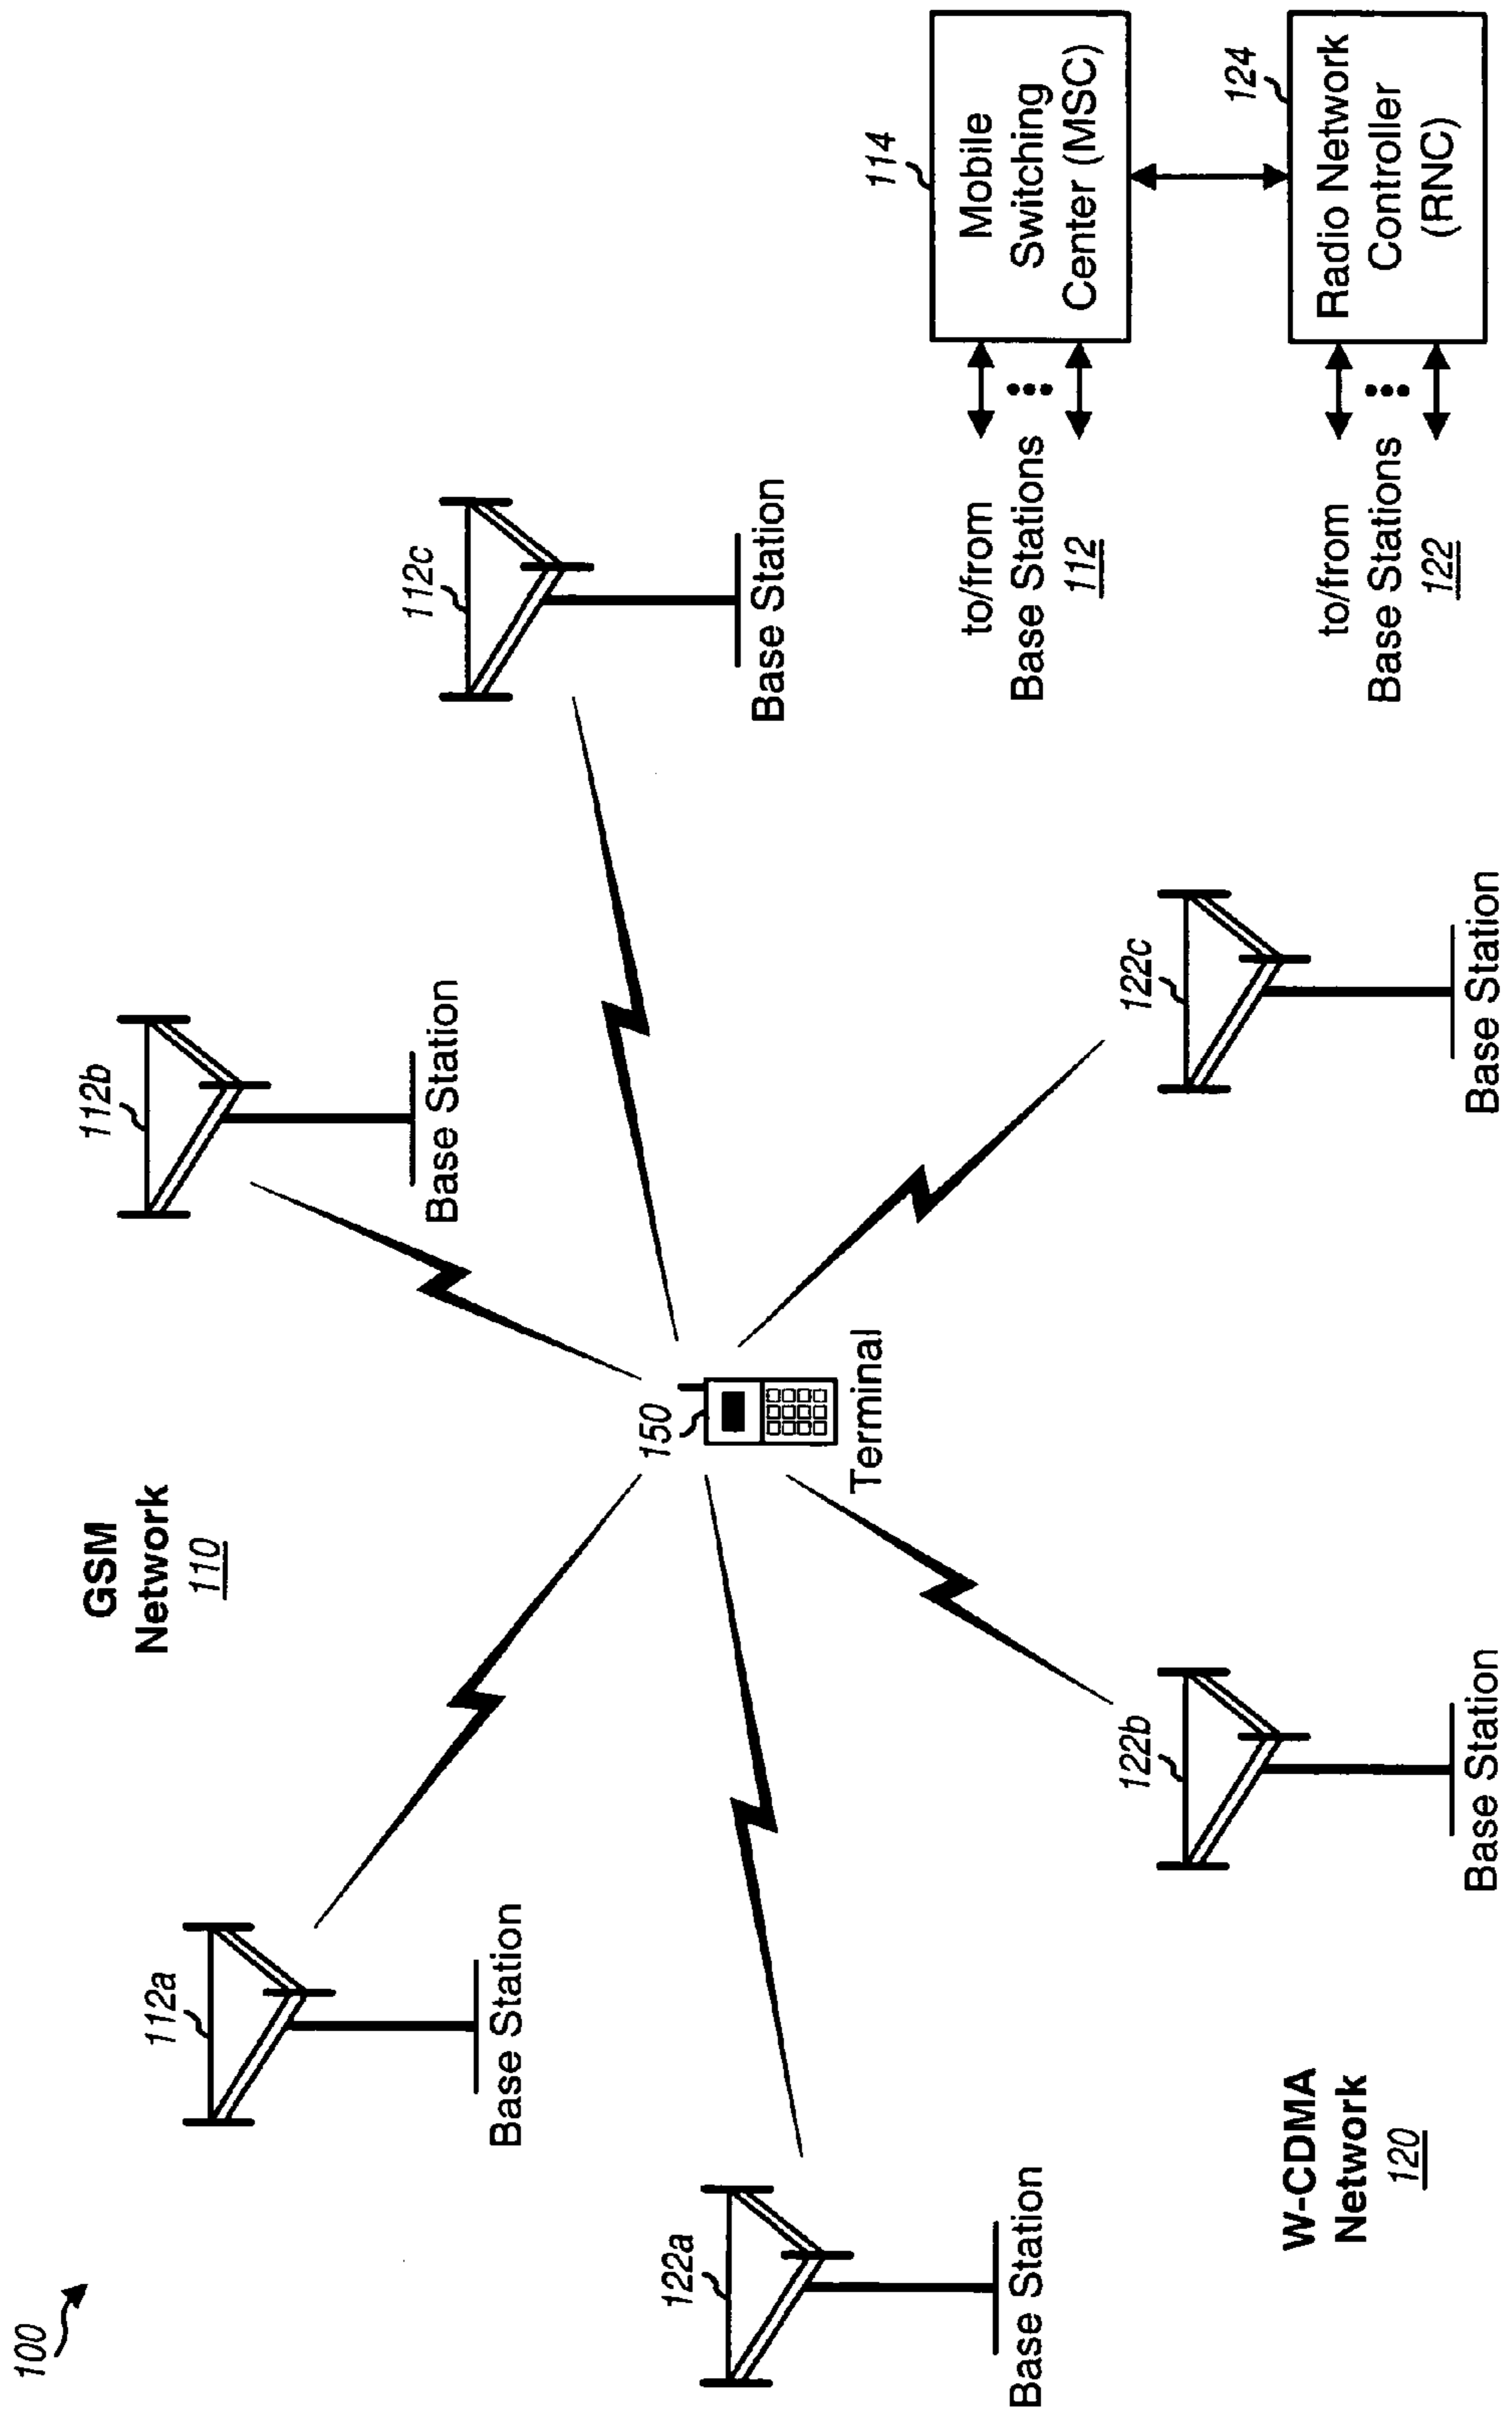 100
GSM
Network
110
112a
Base Station
112b
Base Station
112c
Base Station
122a
Base Station
150
Terminal
122b
Base Station
122c
Base Station
W-CDMA
Network
120
114
Mobile
Switching
Center (MSC)
to/from
Base Stations
112
124
Radio Network
Controller
(RNC)
to/from
Base Stations
122